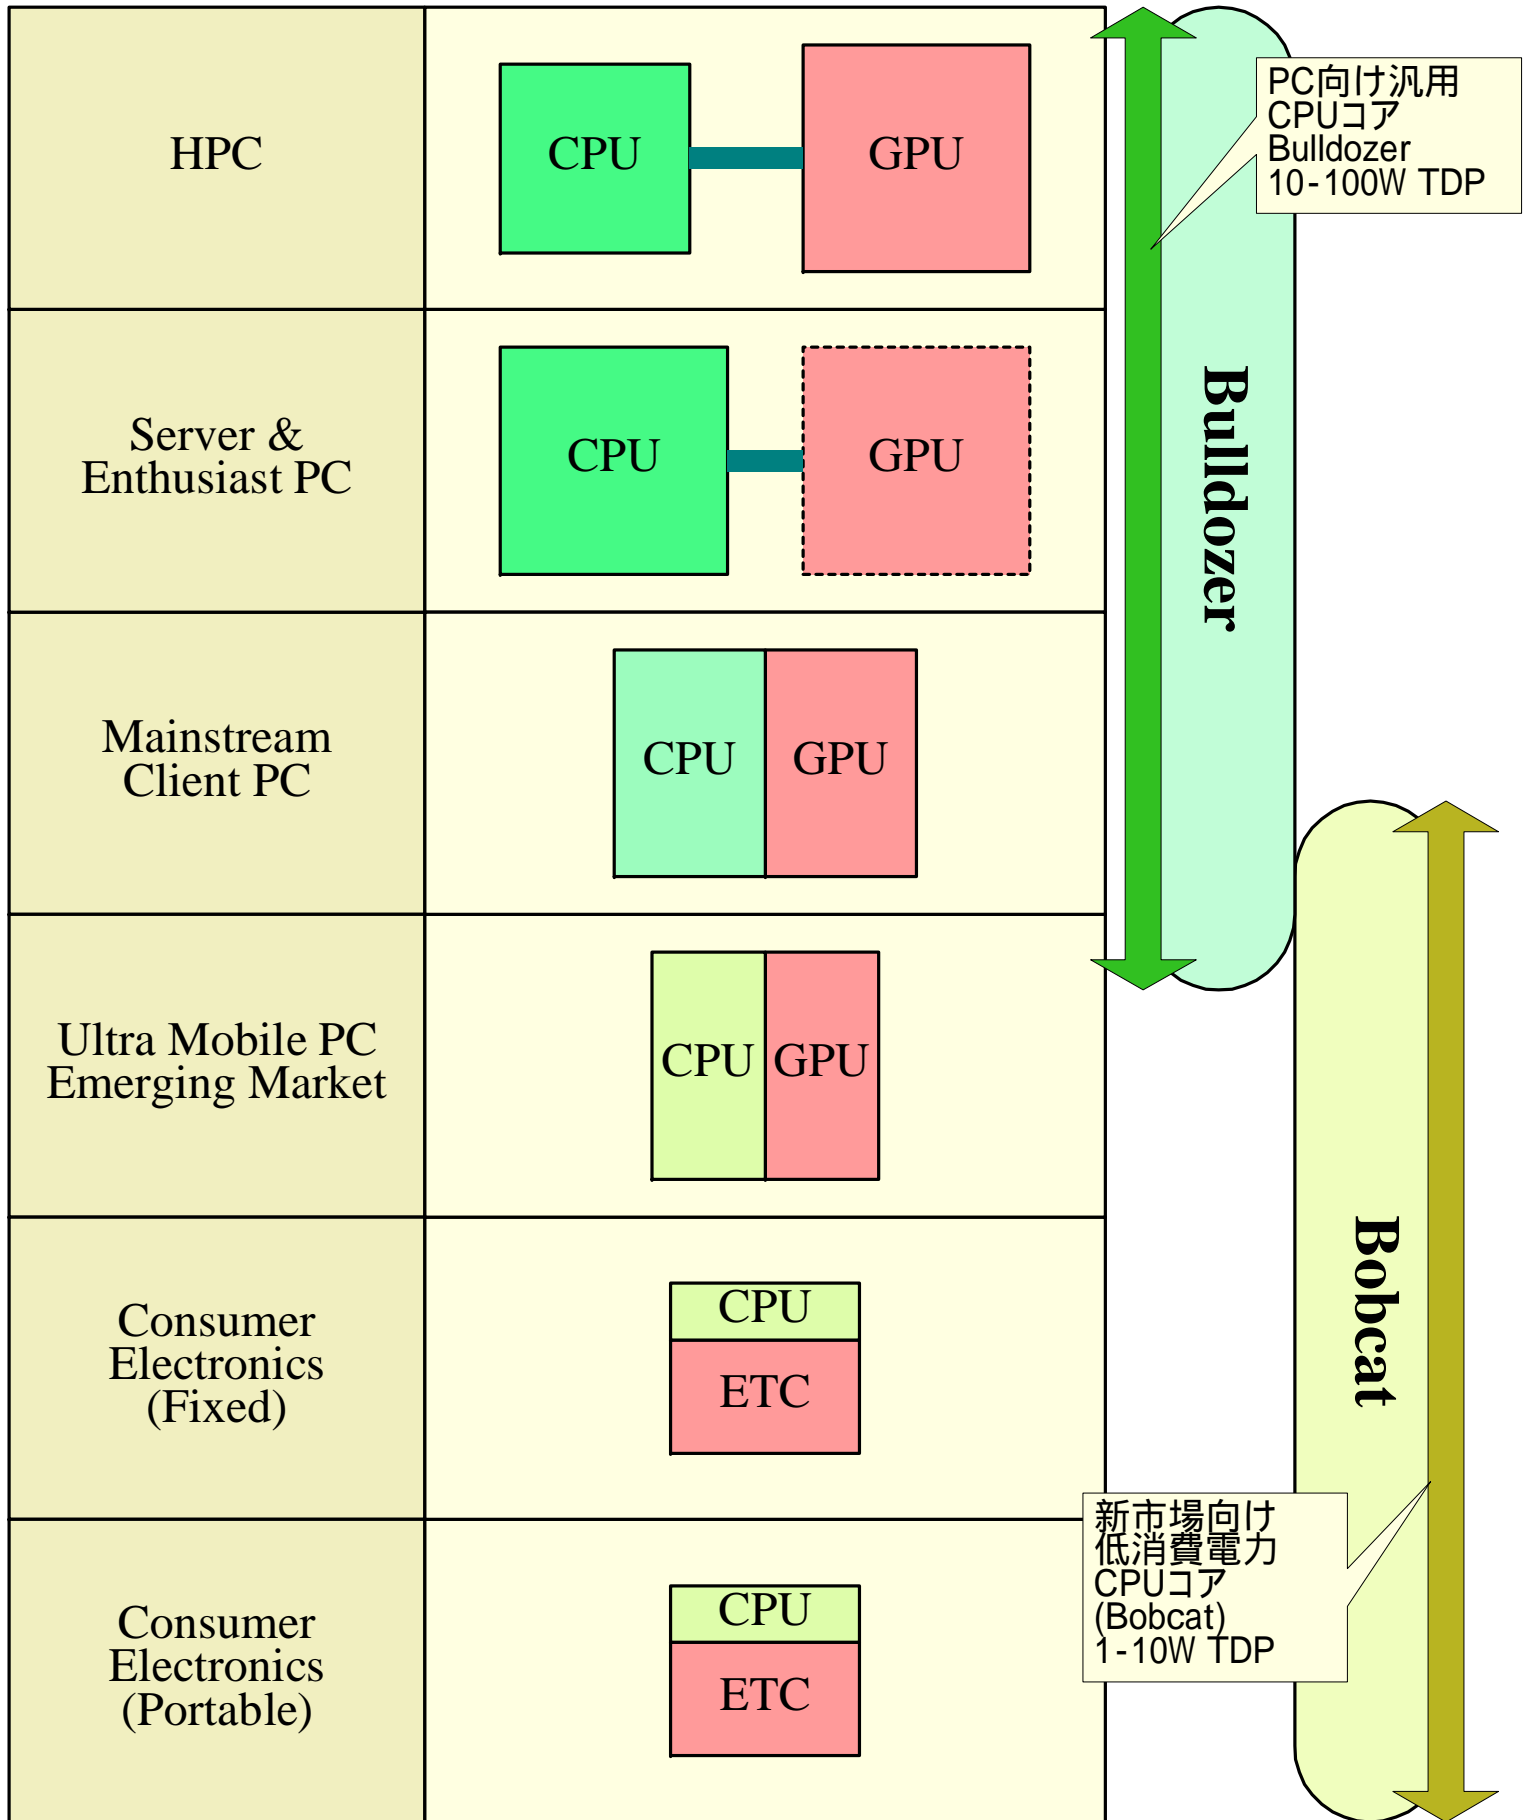 HPC
CPU
GPU
PC向け汎用
CPUコア
Bulldozer
10-100W TDP
Server &
Enthusiast PC
CPU
GPU
Bulldozer
Mainstream
Client PC
CPU
GPU
Ultra Mobile PC
Emerging Market
CPU
GPU
Consumer
Electronics
(Fixed)
CPU
ETC
Bobcat
新市場向け
低消費電力
CPUコア
(Bobcat)
1-10W TDP
Consumer
Electronics
(Portable)
CPU
ETC